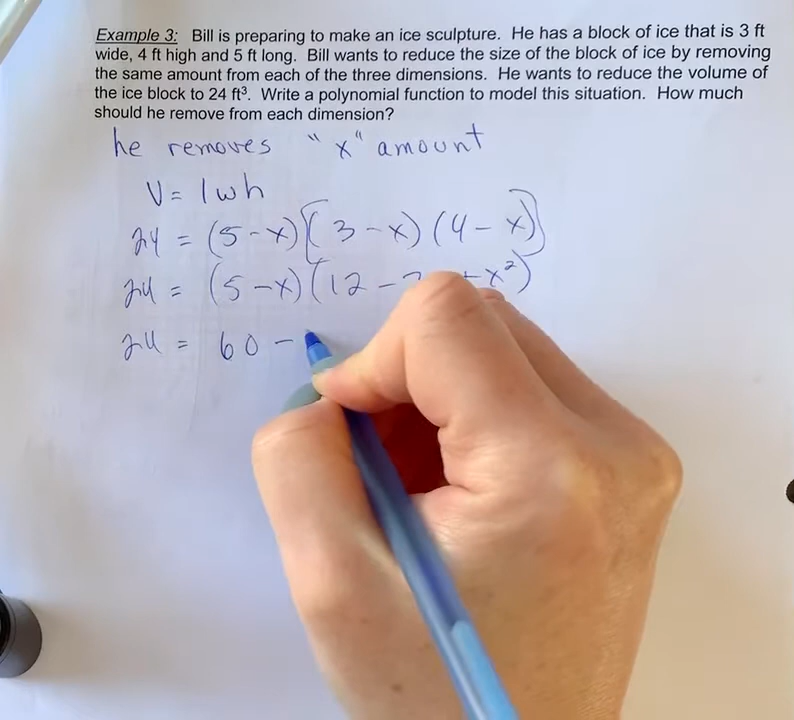 Example 3: Bill is preparing to make an ice sculpture. He has a block of ice that is 3 ft
wide, 4 ft high and 5 ft long. Bill wants to reduce the size of the block of ice by removing
the same amount from each of the three dimensions. He wants to reduce the volume of
the ice block to 24 ft³. Write a polynomial function to model this situation. How much
should he remove from each dimension?
he removes "x" amount
V = lwh
24 = (5-x)[(3-x)(4-x)]
24 = (5-x)(12- +x²)
24 = 60 -